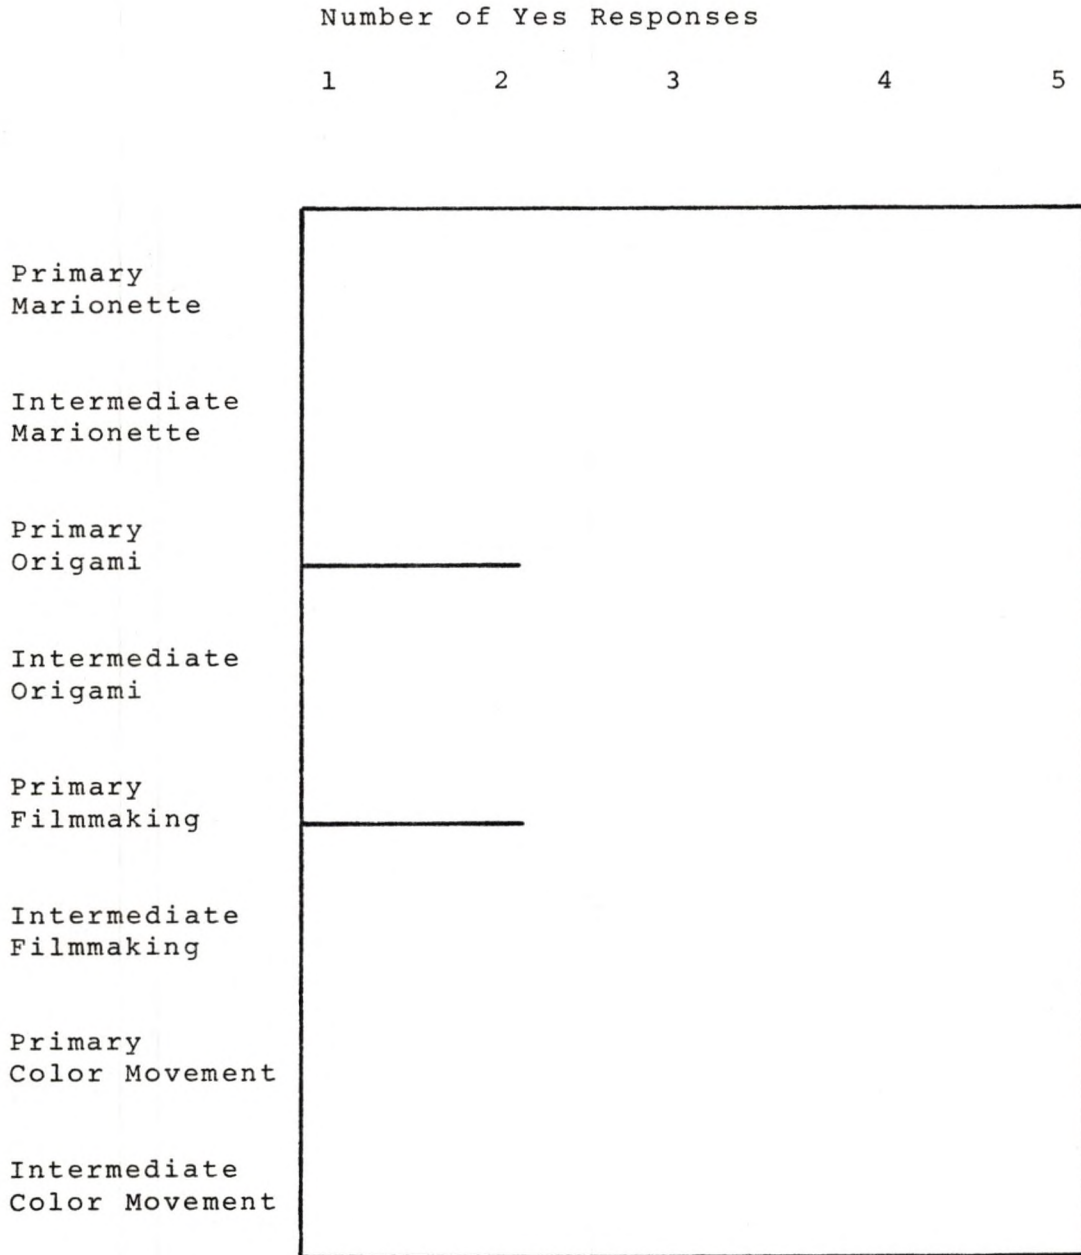 Number of Yes Responses
1 2 3 4 5
Primary
Marionette
Intermediate
Marionette
Primary
Origami
Intermediate
Origami
Primary
Filmmaking
Intermediate
Filmmaking
Primary
Color Movement
Intermediate
Color Movement